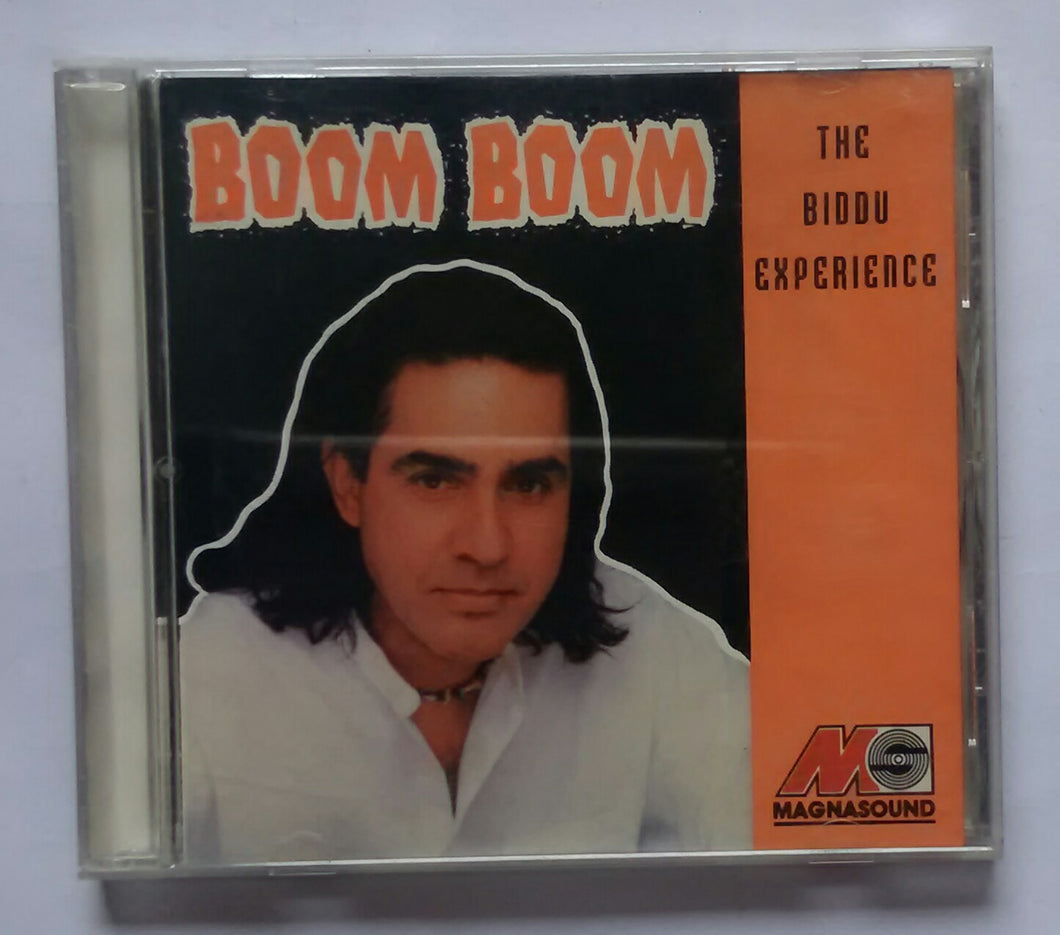 BOOM BOOM
THE
BIDDU
EXPERIENCE
MAGNASOUND